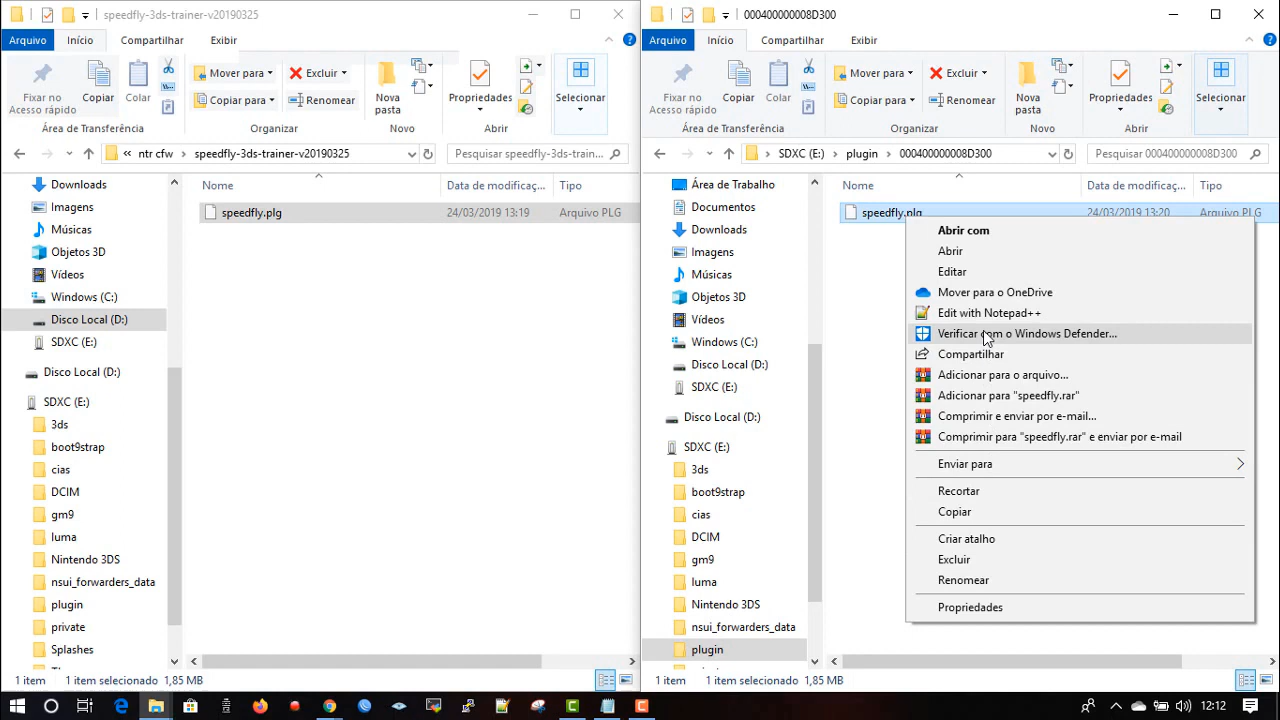 speedfly-3ds-trainer-v20190325
Arquivo Início Compartilhar Exibir
Fixar no Acesso rápido
Copiar
Colar
Mover para
Copiar para
Excluir
Renomear
Nova pasta
Propriedades
Selecionar
Área de Transferência Organizar Novo Abrir
« ntr cfw > speedfly-3ds-trainer-v20190325
Pesquisar speedfly-3ds-train...
Nome Data de modificaç... Tipo
speedfly.plg 24/03/2019 13:19 Arquivo PLG
Downloads
Imagens
Músicas
Objetos 3D
Vídeos
Windows (C:)
Disco Local (D:)
SDXC (E:)
Disco Local (D:)
SDXC (E:)
3ds
boot9strap
cias
DCIM
gm9
luma
Nintendo 3DS
nsui_forwarders_data
plugin
private
Splashes
1 item 1 item selecionado 1,85 MB
000400000008D300
Arquivo Início Compartilhar Exibir
Fixar no Acesso rápido
Copiar
Colar
Mover para
Copiar para
Excluir
Renomear
Nova pasta
Propriedades
Selecionar
Área de Transferência Organizar Novo Abrir
SDXC (E:) > plugin > 000400000008D300
Pesquisar 000400000008D300
Nome Data de modificaç... Tipo
speedfly.plg 24/03/2019 13:20 Arquivo PLG
Área de Trabalho
Documentos
Downloads
Imagens
Músicas
Objetos 3D
Vídeos
Windows (C:)
Disco Local (D:)
SDXC (E:)
Disco Local (D:)
SDXC (E:)
3ds
boot9strap
cias
DCIM
gm9
luma
Nintendo 3DS
nsui_forwarders_data
plugin
1 item 1 item selecionado 1,85 MB
Abrir com
Abrir
Editar
Mover para o OneDrive
Edit with Notepad++
Verificar com o Windows Defender...
Compartilhar
Adicionar para o arquivo...
Adicionar para "speedfly.rar"
Comprimir e enviar por e-mail...
Comprimir para "speedfly.rar" e enviar por e-mail
Enviar para
Recortar
Copiar
Criar atalho
Excluir
Renomear
Propriedades
12:12